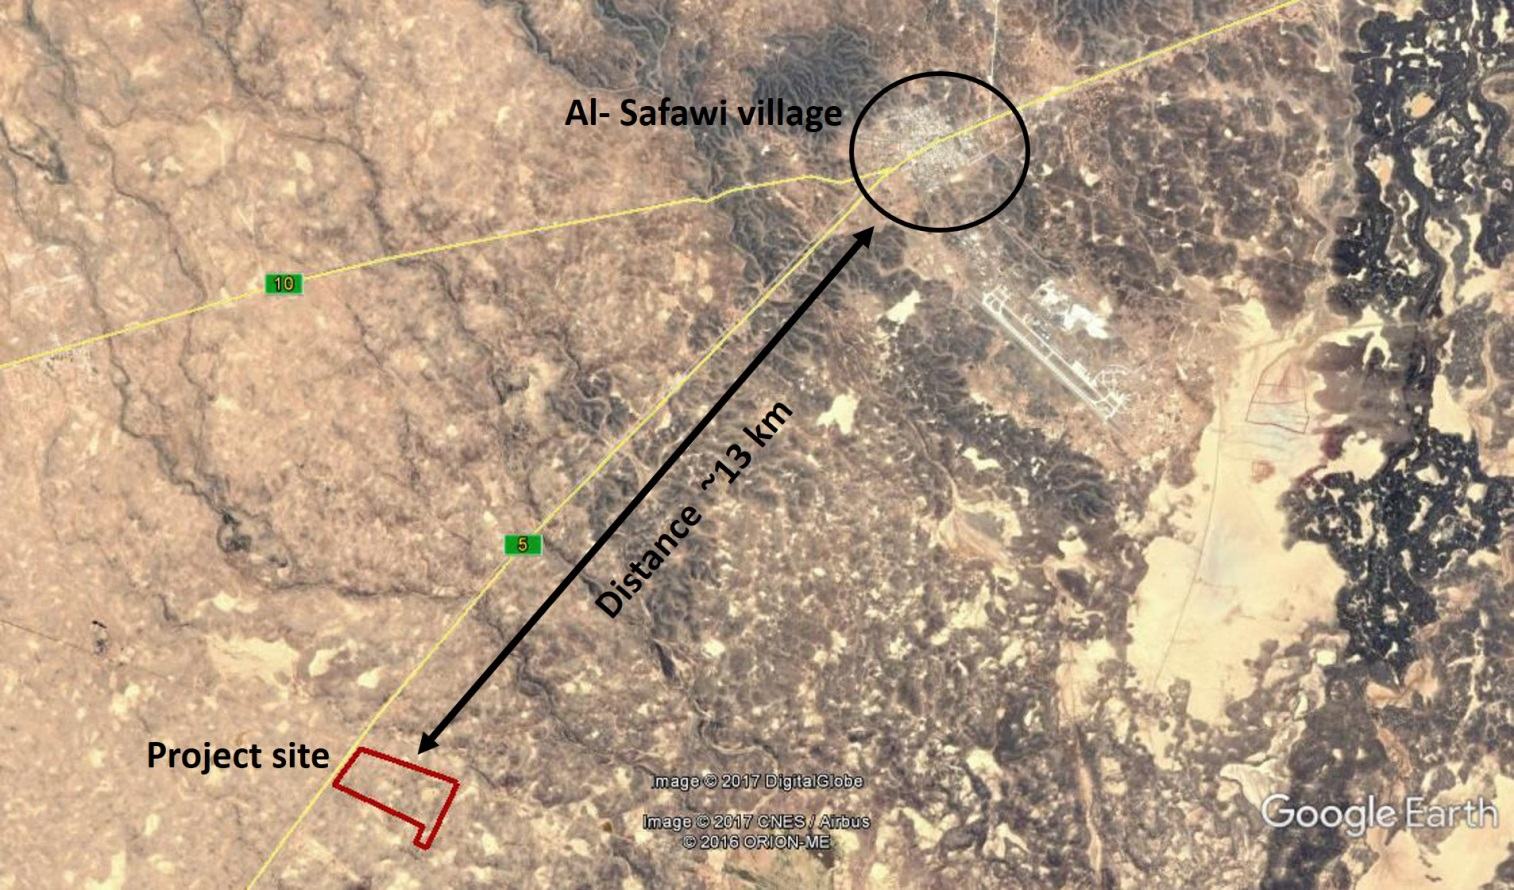 Al- Safawi village
10
Distance ~13 km
5
Project site
Image © 2017 DigitalGlobe
Image © 2017 CNES / Airbus
© 2016 ORION-ME
Google Earth